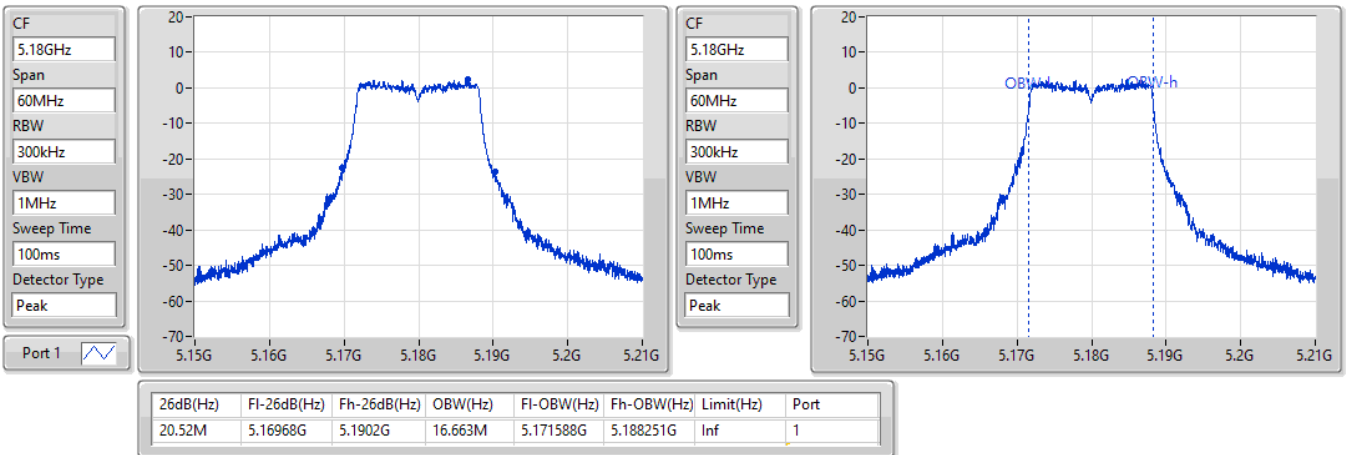 CF
5.18GHz
Span
60MHz
RBW
300kHz
VBW
1MHz
Sweep Time
100ms
Detector Type
Peak
Port 1
20
10
0
-10
-20
-30
-40
-50
-60
-70
5.15G 5.16G 5.17G 5.18G 5.19G 5.2G 5.21G
CF
5.18GHz
Span
60MHz
RBW
300kHz
VBW
1MHz
Sweep Time
100ms
Detector Type
Peak
20
10
0
-10
-20
-30
-40
-50
-60
-70
OBW-l OBW-h
5.15G 5.16G 5.17G 5.18G 5.19G 5.2G 5.21G
26dB(Hz) Fl-26dB(Hz) Fh-26dB(Hz) OBW(Hz) Fl-OBW(Hz) Fh-OBW(Hz) Limit(Hz) Port
20.52M 5.16968G 5.1902G 16.663M 5.171588G 5.188251G Inf 1